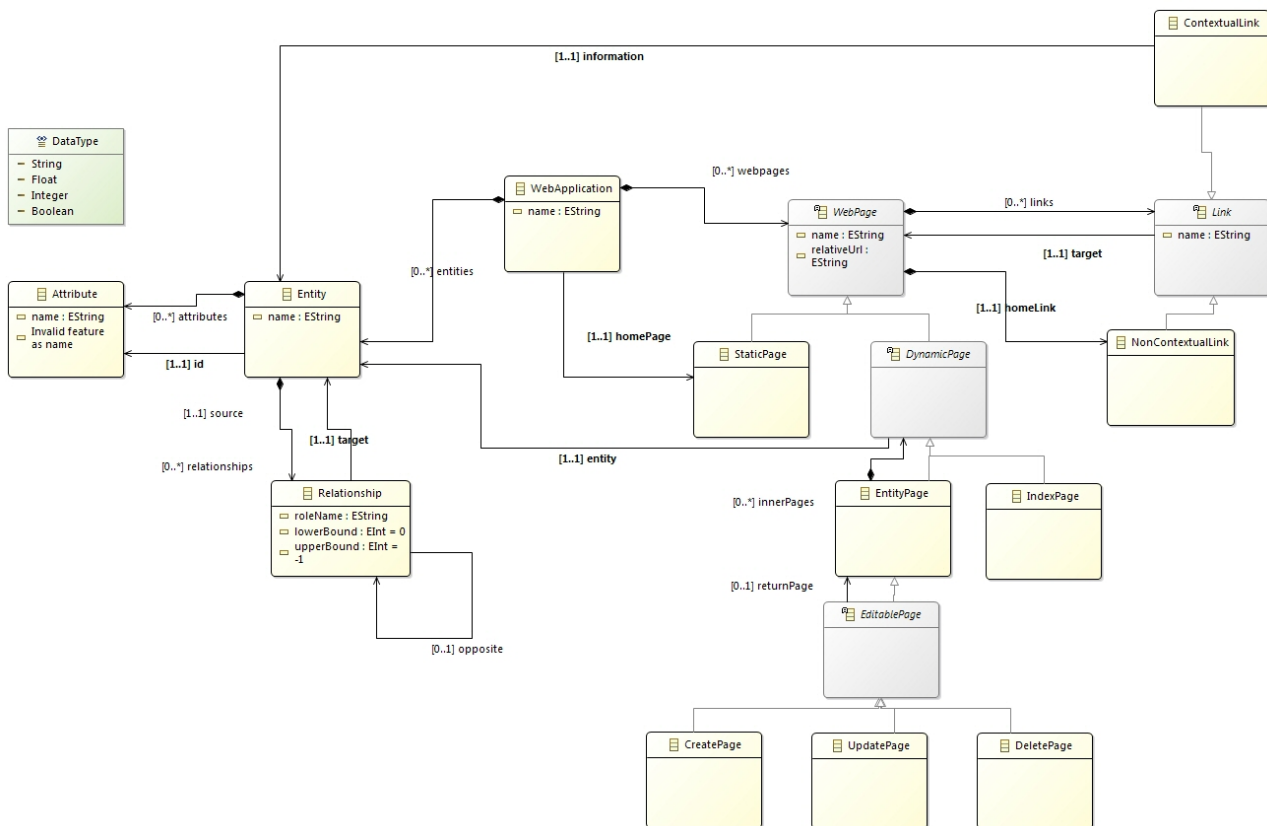 ContextualLink
[1..1] information
DataType
String
Float
Integer
Boolean
[0..*] webpages
WebApplication
name : EString
WebPage
name : EString
relativeUrl :
EString
[0..*] links
Link
name : EString
[1..1] target
[0..*] entities
Attribute
name : EString
Invalid feature
as name
[0..*] attributes
[1..1] id
Entity
name : EString
[1..1] homePage
[1..1] homeLink
StaticPage
DynamicPage
NonContextualLink
[1..1] source
[1..1] target
[0..*] relationships
[1..1] entity
Relationship
roleName : EString
lowerBound : EInt = 0
upperBound : EInt =
-1
[0..1] opposite
[0..*] innerPages
EntityPage
IndexPage
[0..1] returnPage
EditablePage
CreatePage
UpdatePage
DeletePage